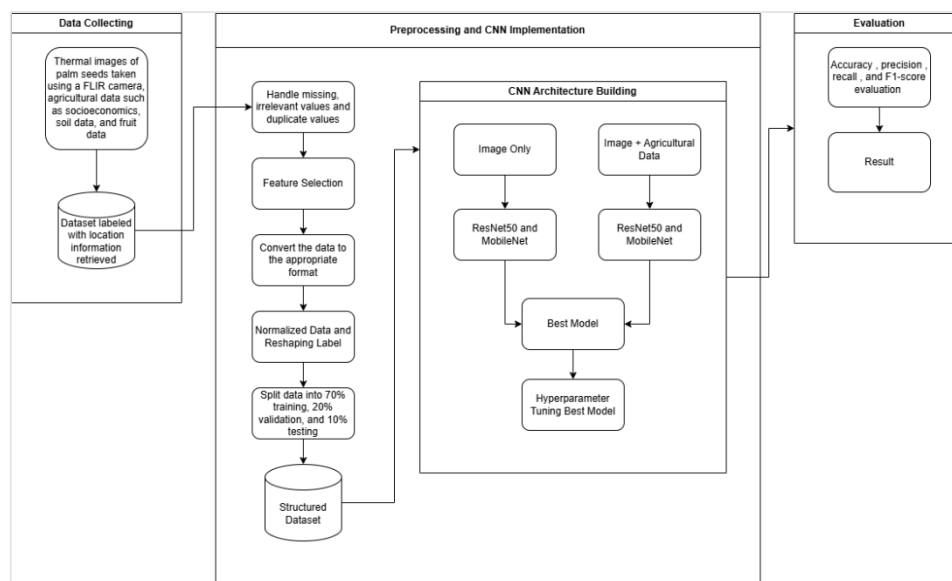 Data Collecting
Thermal images of
palm seeds taken
using a FLIR camera,
agricultural data such
as socioeconomics,
soil data, and fruit
data
Dataset labeled
with location
information
retrieved
Preprocessing and CNN Implementation
Handle missing,
irrelevant values and
duplicate values
Feature Selection
Convert the data to
the appropriate
format
Normalized Data and
Reshaping Label
Split data into 70%
training, 20%
validation, and 10%
testing
Structured
Dataset
CNN Architecture Building
Image Only
Image + Agricultural
Data
ResNet50 and
MobileNet
ResNet50 and
MobileNet
Best Model
Hyperparameter
Tuning Best Model
Evaluation
Accuracy , precision ,
recall , and F1-score
evaluation
Result